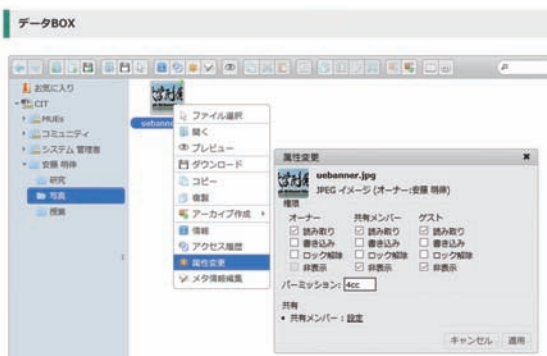 データBOX
お気に入り
CIT
MUEs
コミュニティ
システム 管理者
安藤 明伸
研究
写真
授業
uebanner
ファイル選択
開く
プレビュー
ダウンロード
コピー
複製
アーカイブ作成
情報
アクセス履歴
属性変更
メタ情報編集
属性変更
uebanner.jpg
JPEG イメージ (オーナー:安藤 明伸)
権限
オーナー 共有メンバー ゲスト
読み取り 読み取り 読み取り
書き込み 書き込み 書き込み
ロック解除 ロック解除 ロック解除
非表示 非表示 非表示
パーミッション: 4cc
共有
• 共有メンバー : 設定
キャンセル 適用